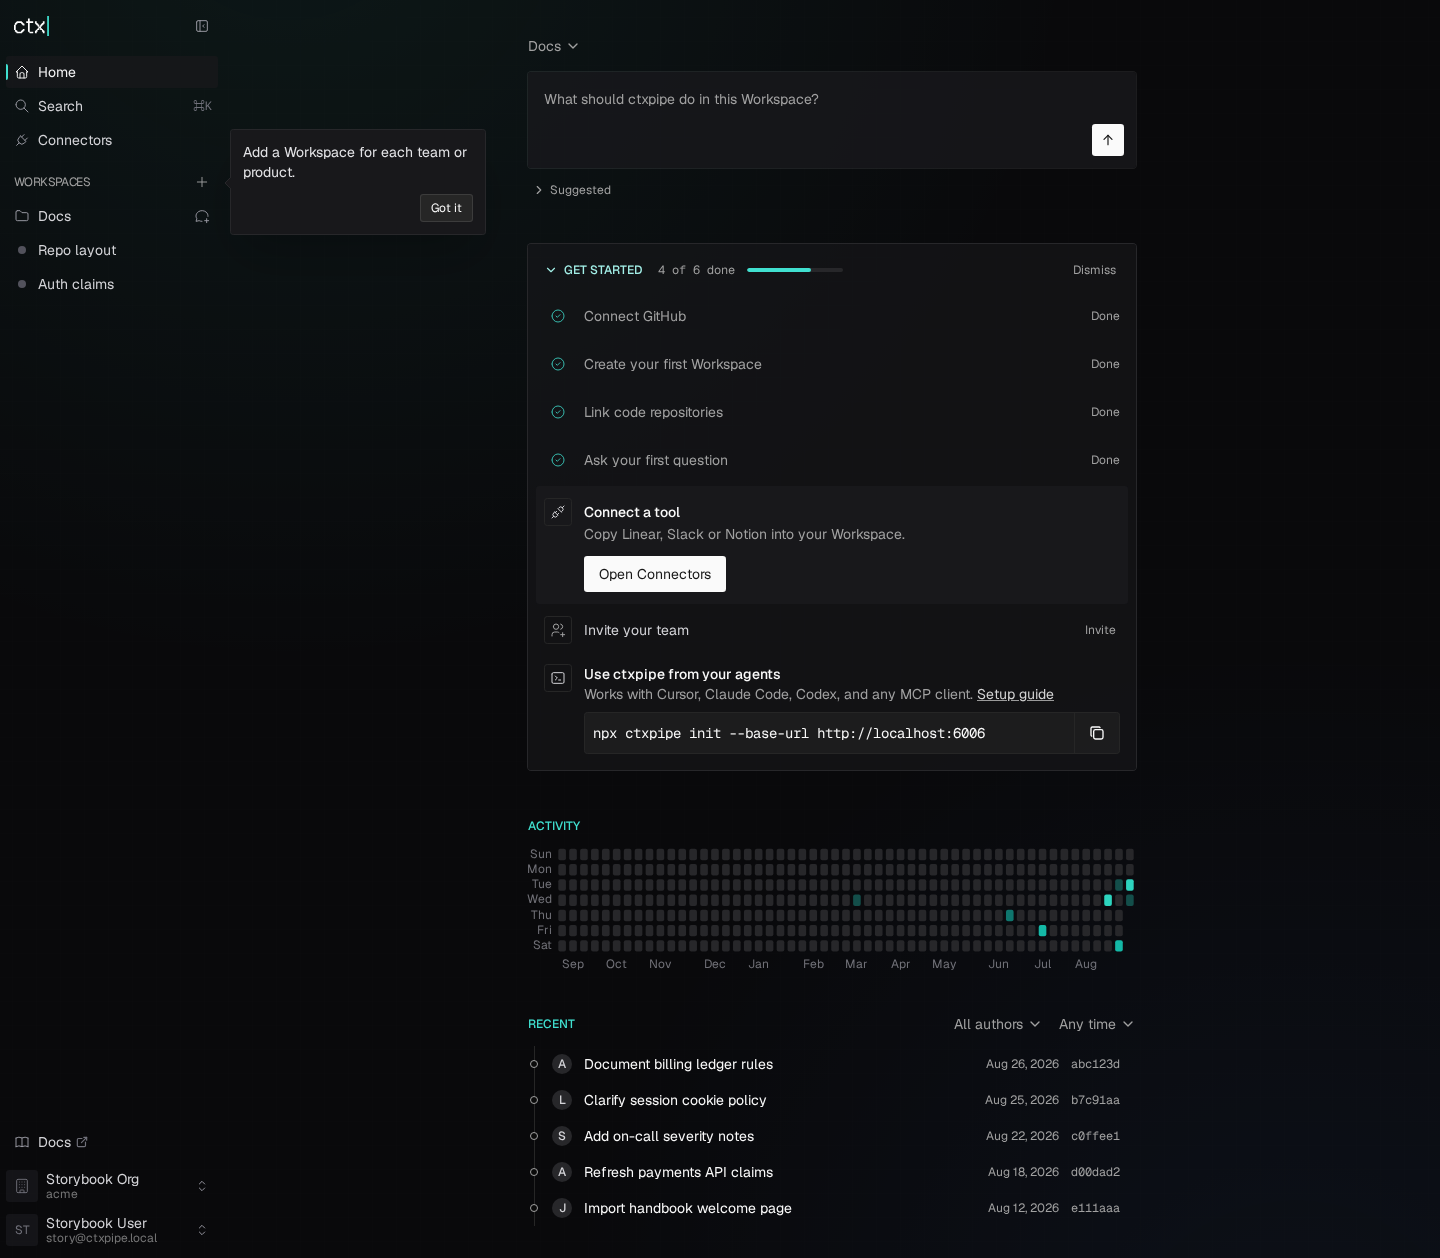 ctx
Home
Search ⌘K
Connectors
WORKSPACES
Docs
Repo layout
Auth claims
Add a Workspace for each team or
product.
Got it
Docs
What should ctxpipe do in this Workspace?
Suggested
GET STARTED 4 of 6 done Dismiss
Connect GitHub Done
Create your first Workspace Done
Link code repositories Done
Ask your first question Done
Connect a tool
Copy Linear, Slack or Notion into your Workspace.
Open Connectors
Invite your team Invite
Use ctxpipe from your agents
Works with Cursor, Claude Code, Codex, and any MCP client. Setup guide
npx ctxpipe init --base-url http://localhost:6006
ACTIVITY
Sun
Mon
Tue
Wed
Thu
Fri
Sat
Sep Oct Nov Dec Jan Feb Mar Apr May Jun Jul Aug
RECENT All authors Any time
A Document billing ledger rules Aug 26, 2026 abc123d
L Clarify session cookie policy Aug 25, 2026 b7c91aa
S Add on-call severity notes Aug 22, 2026 c0ffee1
A Refresh payments API claims Aug 18, 2026 d00dad2
J Import handbook welcome page Aug 12, 2026 e111aaa
Docs
Storybook Org
acme
ST Storybook User
story@ctxpipe.local